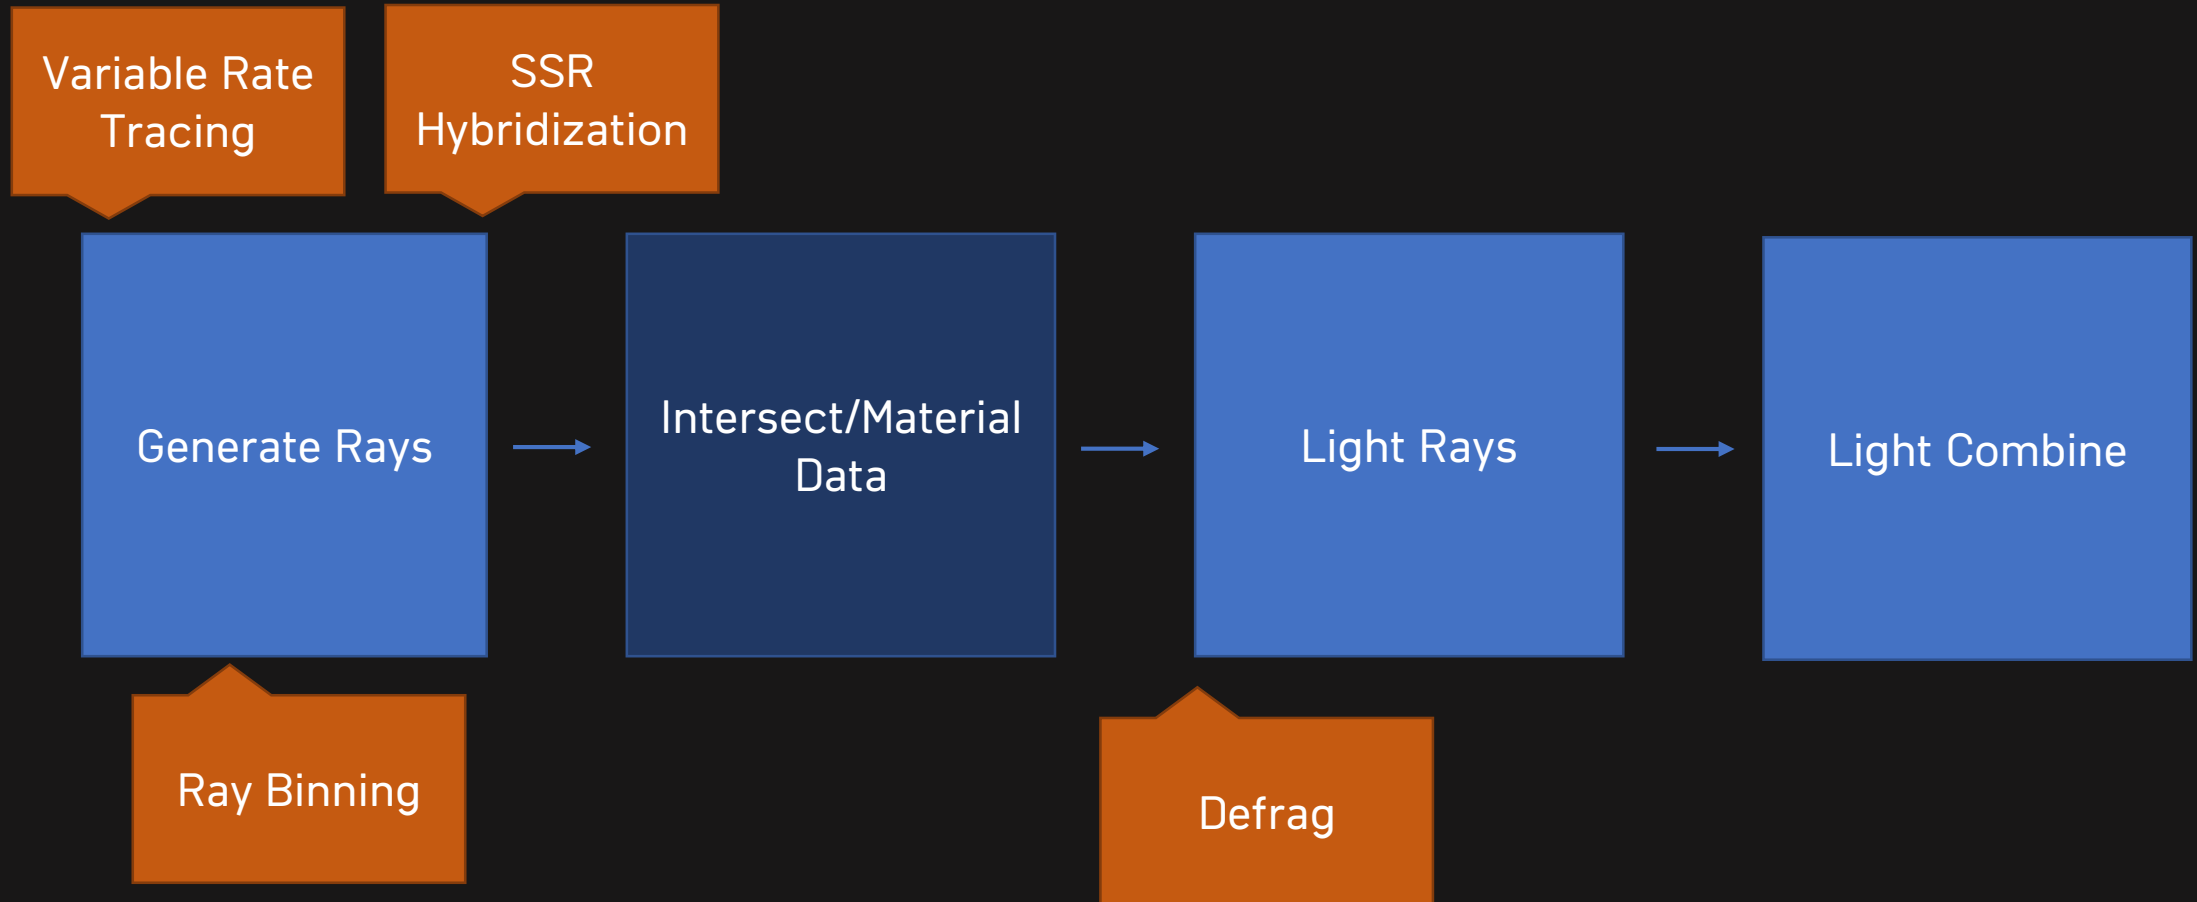 Variable Rate
Tracing
SSR
Hybridization
Generate Rays
Intersect/Material
Data
Light Rays
Light Combine
Ray Binning
Defrag